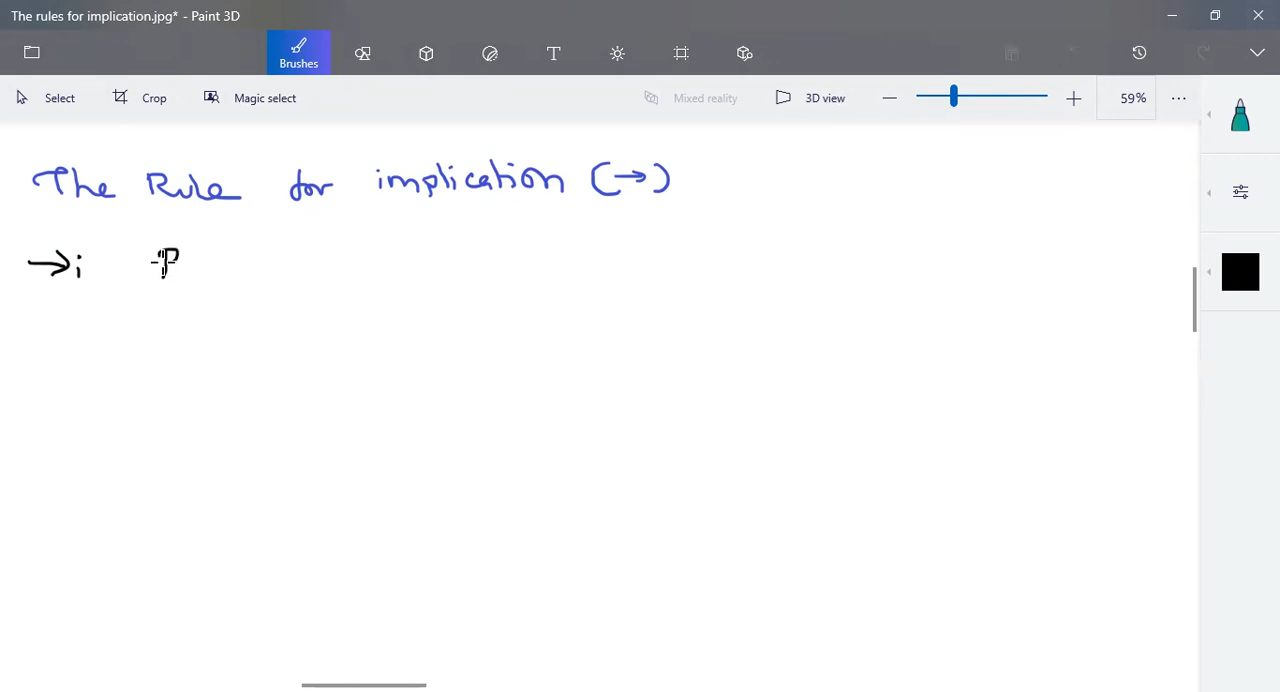 The rules for implication.jpg* - Paint 3D
Brushes
Select Crop Magic select Mixed reality 3D view 59%
The Rule for implication (→)
→i P